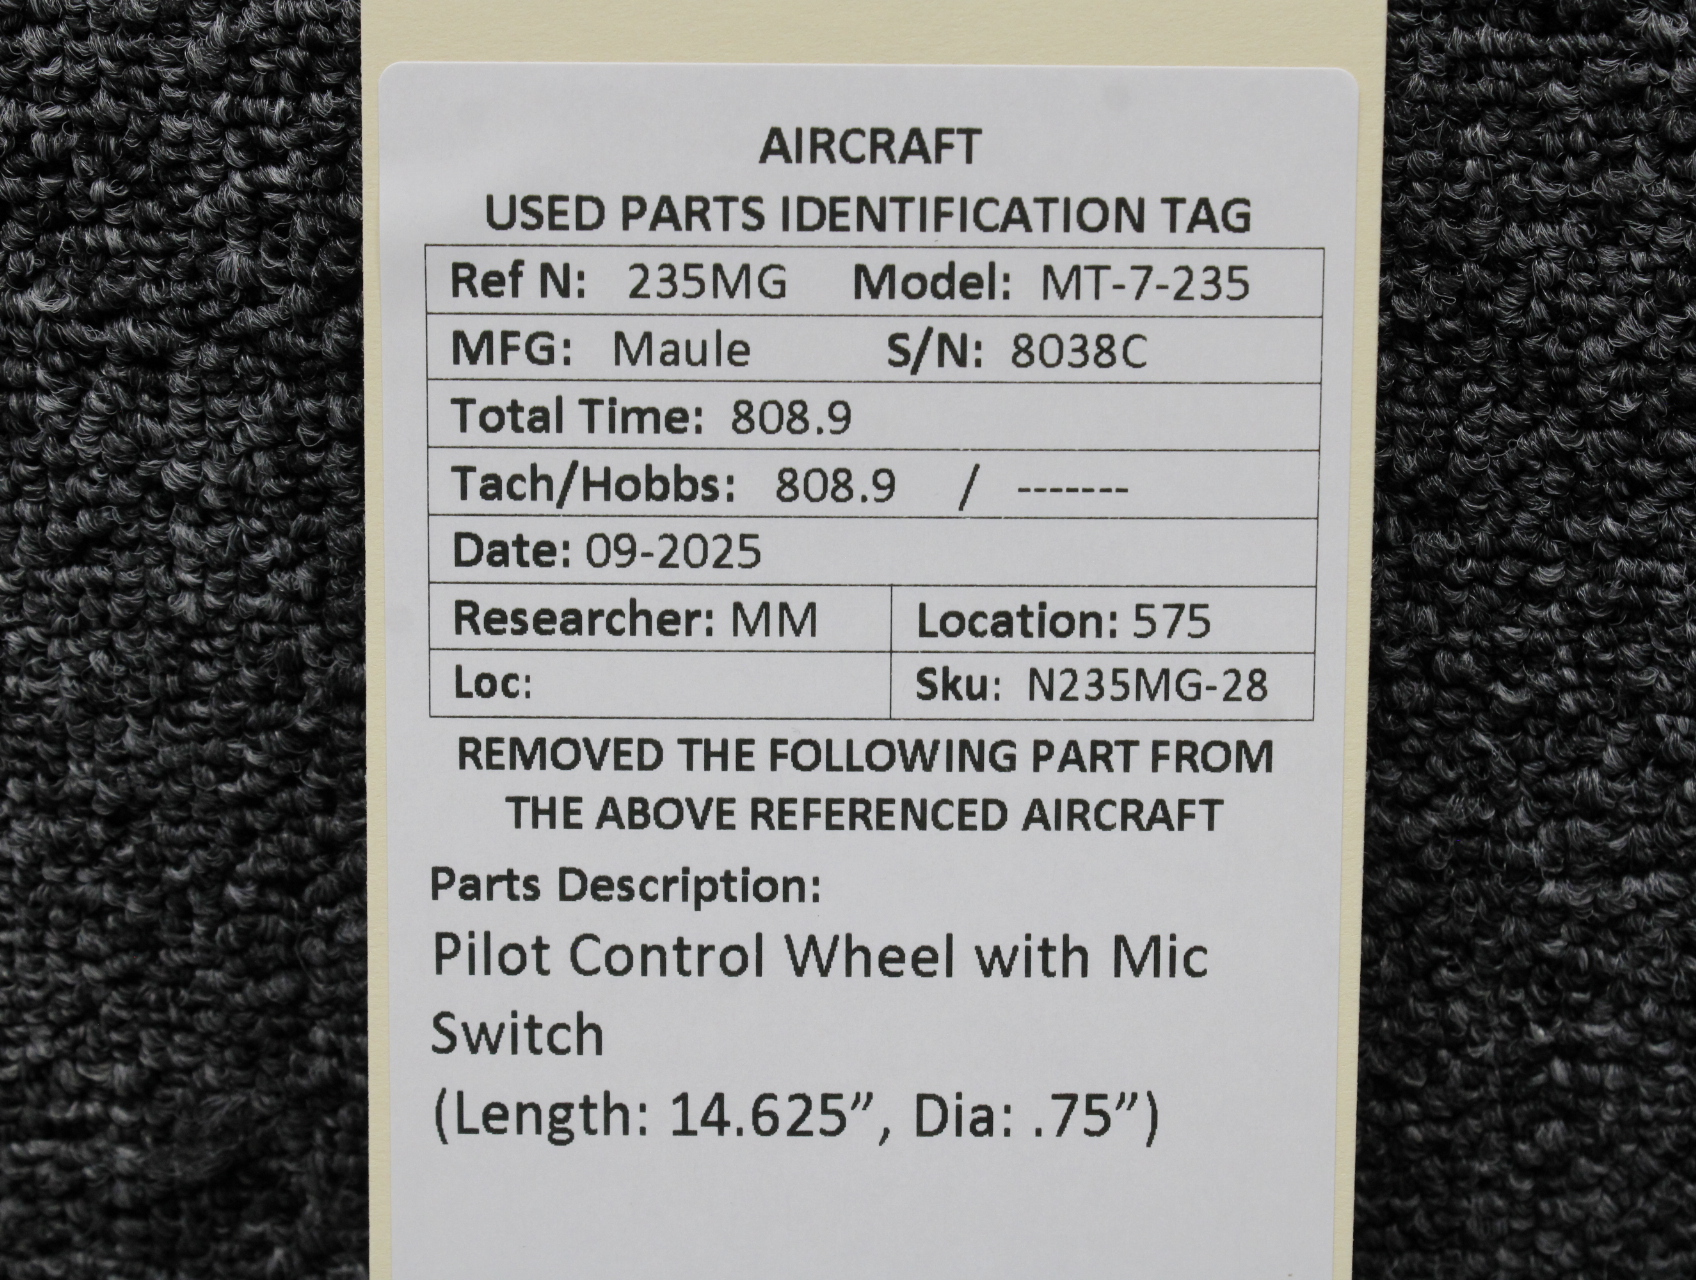 AIRCRAFT
USED PARTS IDENTIFICATION TAG
Ref N: 235MG Model: MT-7-235
MFG: Maule S/N: 8038C
Total Time: 808.9
Tach/Hobbs: 808.9 / -------
Date: 09-2025
Researcher: MM Location: 575
Loc: Sku: N235MG-28
REMOVED THE FOLLOWING PART FROM
THE ABOVE REFERENCED AIRCRAFT
Parts Description:
Pilot Control Wheel with Mic
Switch
(Length: 14.625”, Dia: .75”)